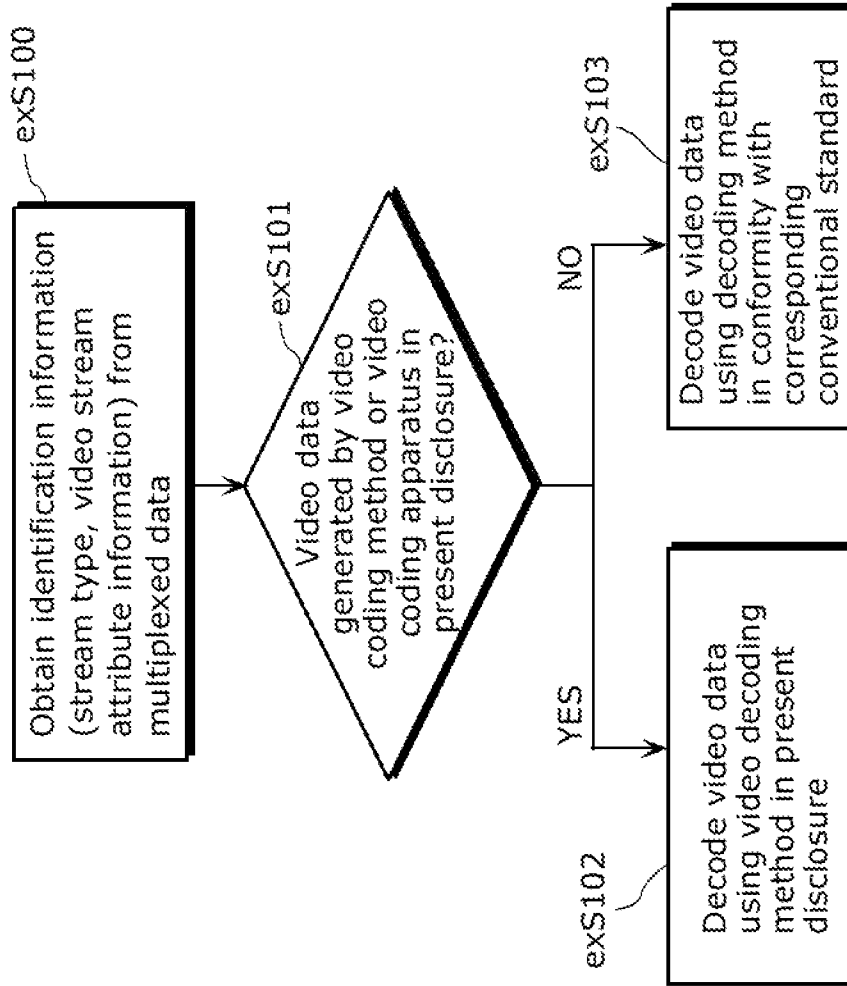 exS100
Obtain identification information
(stream type, video stream
attribute information) from
multiplexed data
exS101
Video data
generated by video
coding method or video
coding apparatus in
present disclosure?
YES
NO
exS102
Decode video data
using video decoding
method in present
disclosure
exS103
Decode video data
using decoding method
in conformity with
corresponding
conventional standard